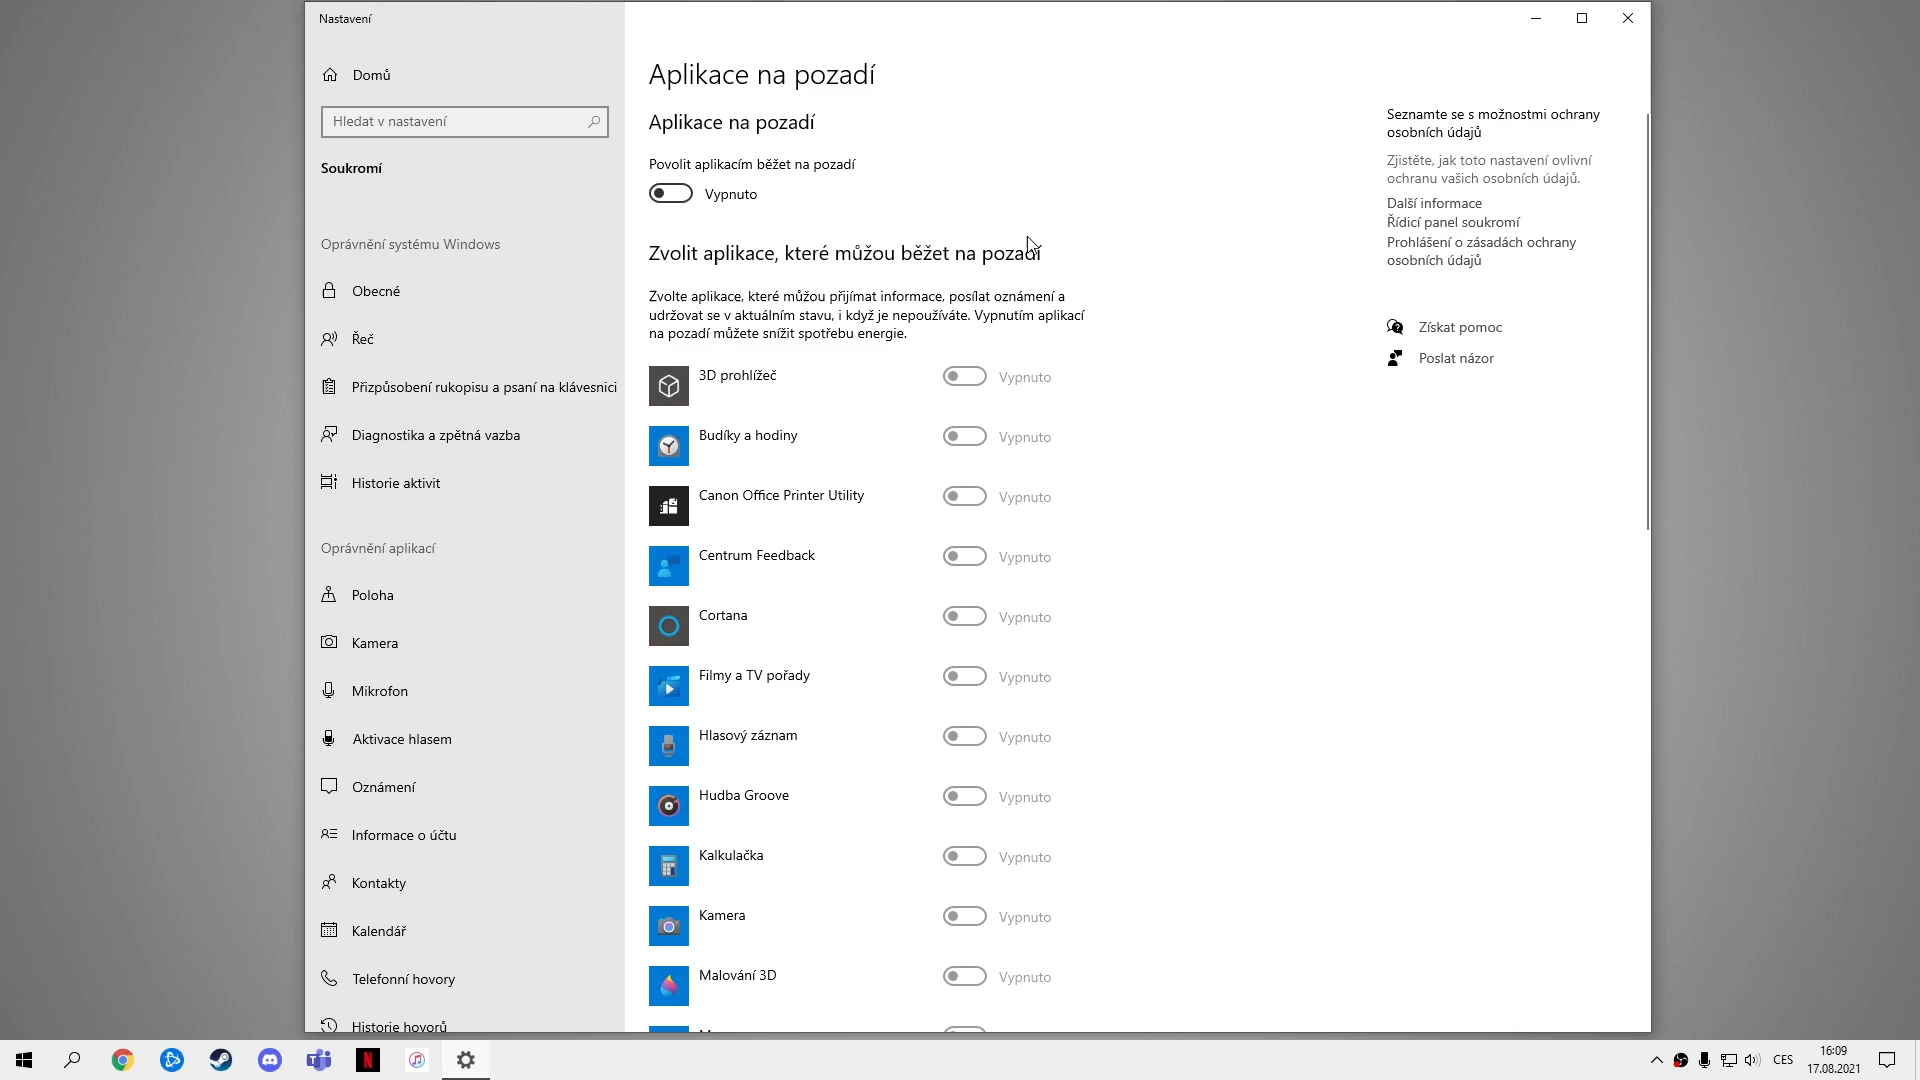 Nastavení
Domů
Hledat v nastavení
Soukromí
Oprávnění systému Windows
Obecné
Řeč
Přizpůsobení rukopisu a psaní na klávesnici
Diagnostika a zpětná vazba
Historie aktivit
Oprávnění aplikací
Poloha
Kamera
Mikrofon
Aktivace hlasem
Oznámení
Informace o účtu
Kontakty
Kalendář
Telefonní hovory
Historie hovorů
Aplikace na pozadí
Aplikace na pozadí
Povolit aplikacím běžet na pozadí
Vypnuto
Zvolit aplikace, které můžou běžet na pozadí
Zvolte aplikace, které můžou přijímat informace, posílat oznámení a
udržovat se v aktuálním stavu, i když je nepoužíváte. Vypnutím aplikací
na pozadí můžete snížit spotřebu energie.
3D prohlížeč Vypnuto
Budíky a hodiny Vypnuto
Canon Office Printer Utility Vypnuto
Centrum Feedback Vypnuto
Cortana Vypnuto
Filmy a TV pořady Vypnuto
Hlasový záznam Vypnuto
Hudba Groove Vypnuto
Kalkulačka Vypnuto
Kamera Vypnuto
Malování 3D Vypnuto
Seznamte se s možnostmi ochrany
osobních údajů
Zjistěte, jak toto nastavení ovlivní
ochranu vašich osobních údajů.
Další informace
Řídicí panel soukromí
Prohlášení o zásadách ochrany
osobních údajů
Získat pomoc
Poslat názor
N
CES
16:09
17.08.2021